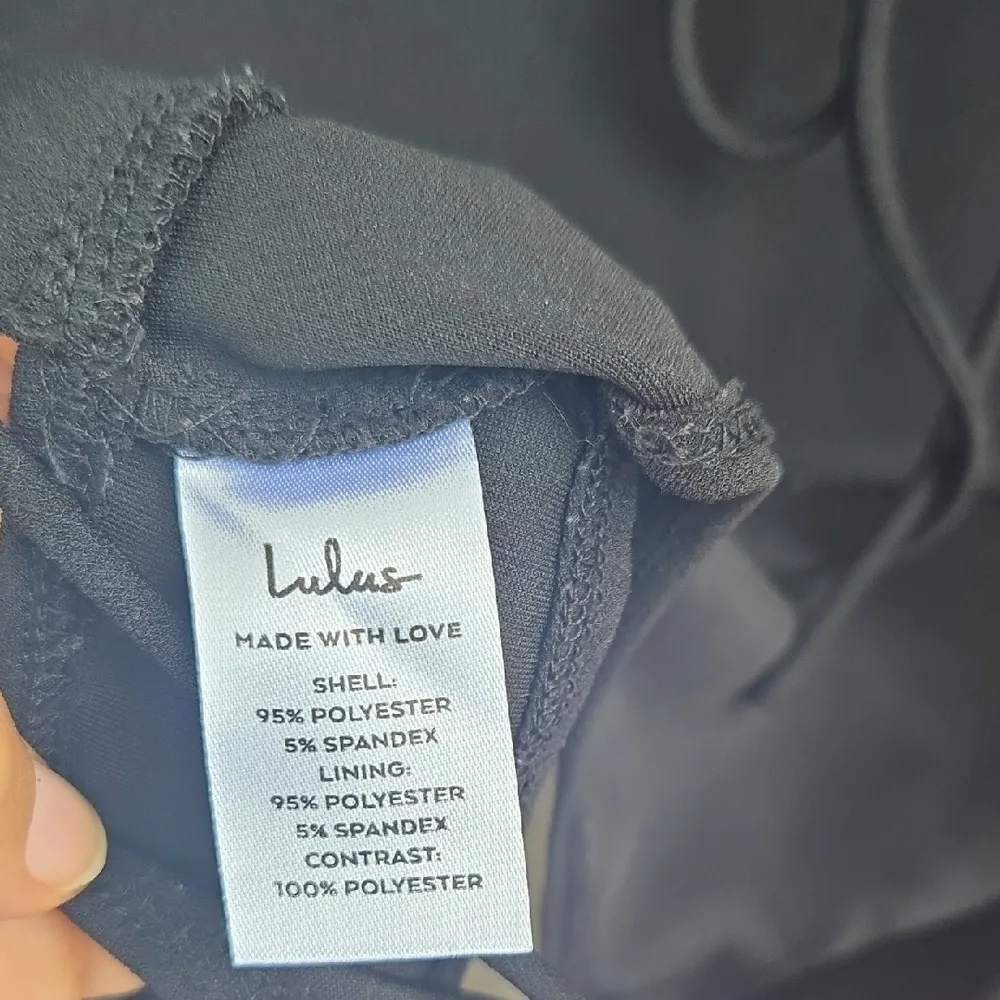 Lulus
MADE WITH LOVE
SHELL:
95% POLYESTER
5% SPANDEX
LINING:
95% POLYESTER
5% SPANDEX
CONTRAST:
100% POLYESTER